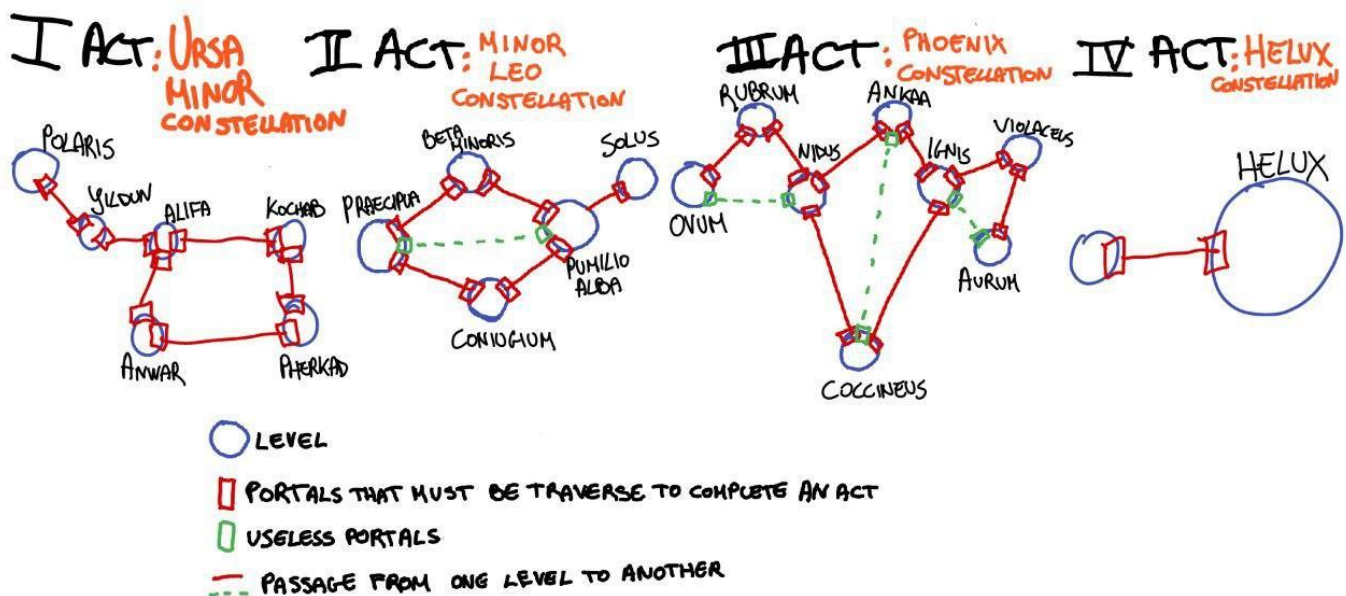 I ACT: URSA
MINOR
CONSTELLATION
POLARIS
YILDUN
ALIFA
KOCHAB
ANWAR
PHERKAD
II ACT: MINOR
LEO
CONSTELLATION
BETA
MINORIS
SOLUS
PRAECIPUA
PUMILIO
ALBA
CONIUGIUM
III ACT: PHOENIX
CONSTELLATION
RUBRUM
ANKAA
VIOLACEUS
NIDUS
IGNIS
OVUM
AURUM
COCCINEUS
IV ACT: HELUX
CONSTELLATION
HELUX
LEVEL
PORTALS THAT MUST BE TRAVERSE TO COMPLETE AN ACT
USELESS PORTALS
PASSAGE FROM ONE LEVEL TO ANOTHER